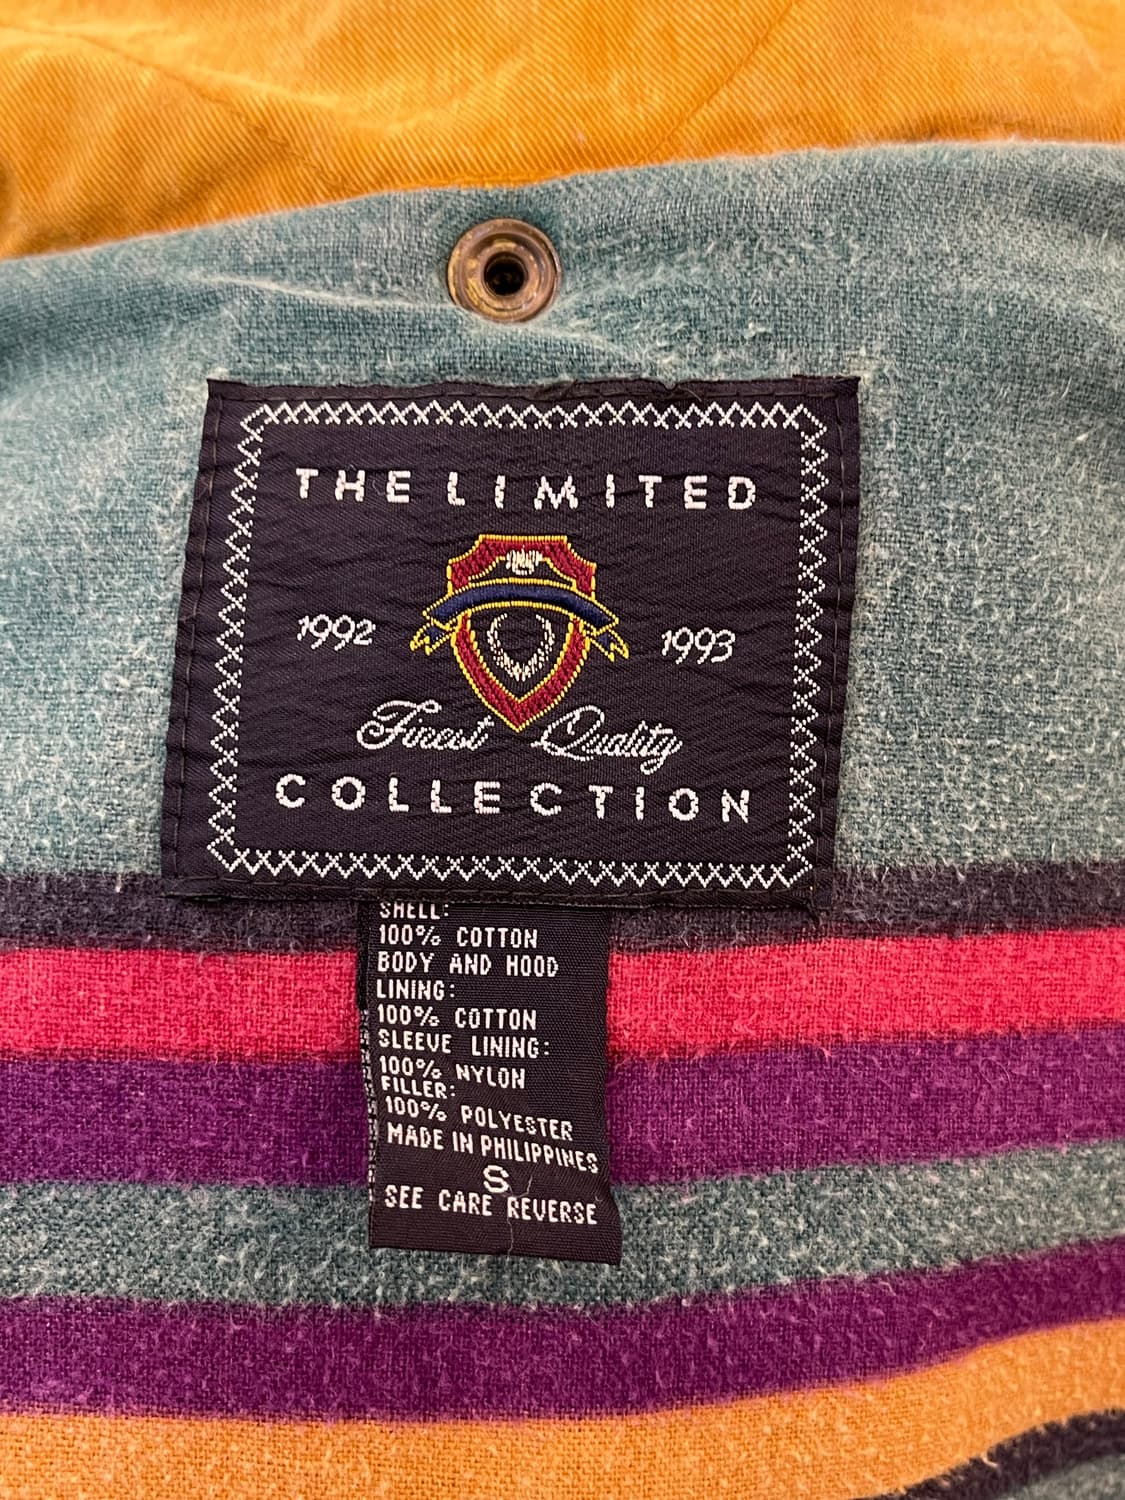 THE LIMITED
1992 1993
Finest Quality
COLLECTION
SHELL:
100% COTTON
BODY AND HOOD
LINING:
100% COTTON
SLEEVE LINING:
100% NYLON
FILLER:
100% POLYESTER
MADE IN PHILIPPINES
S
SEE CARE REVERSE